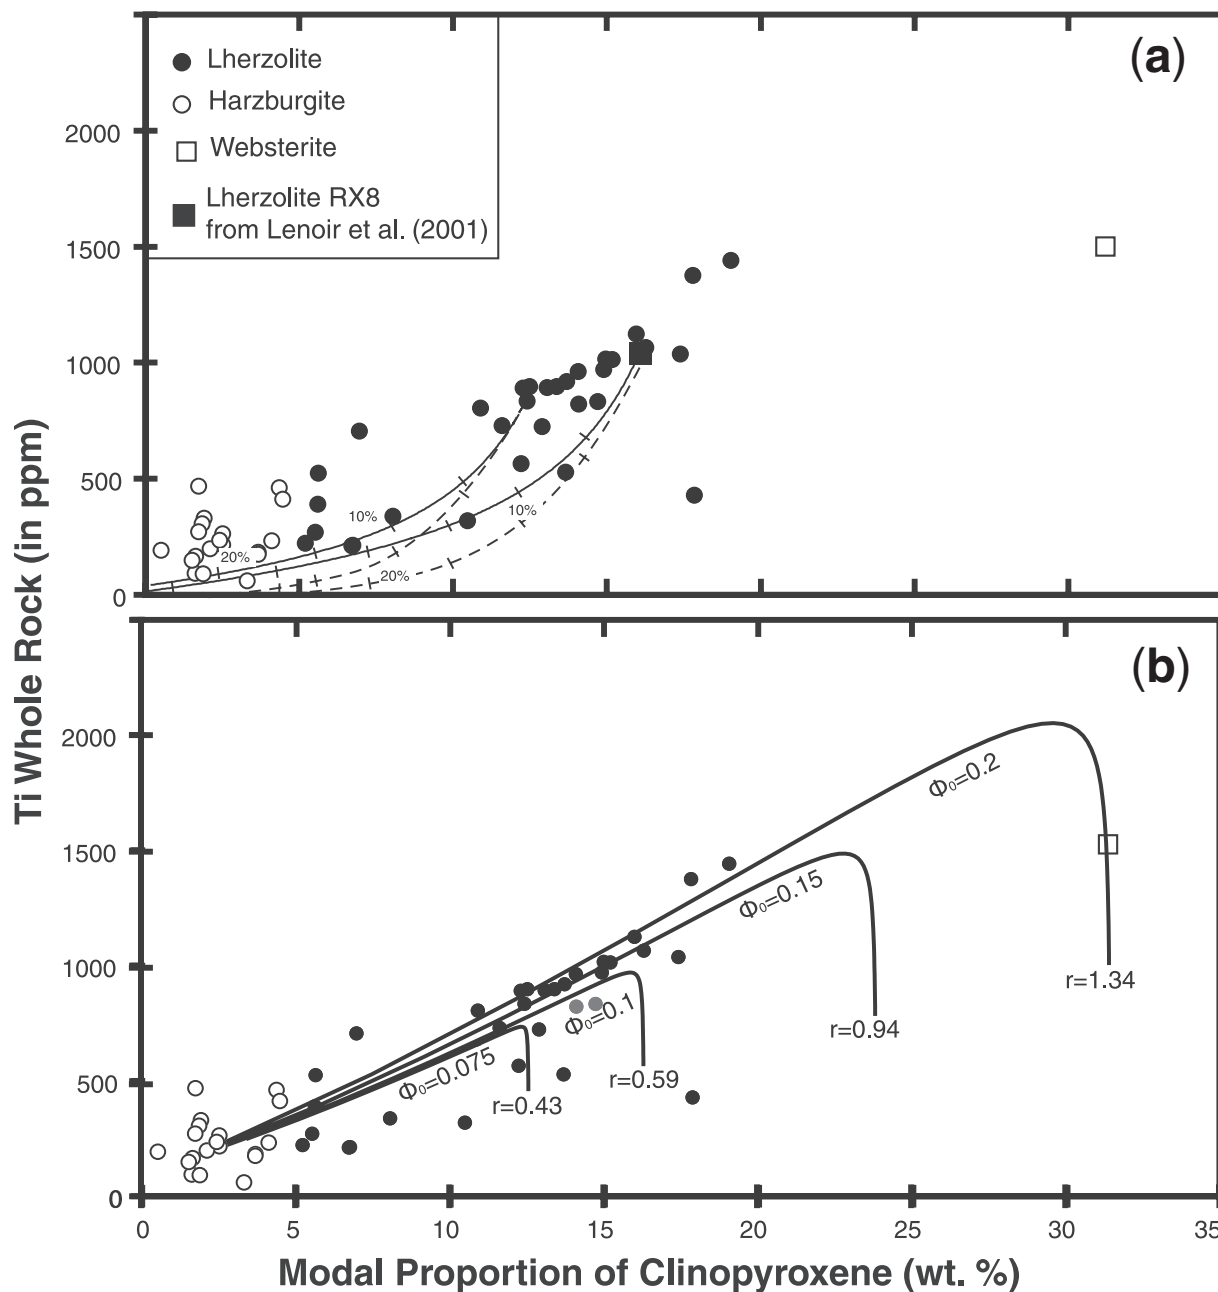 (a)
Lherzolite
Harzburgite
Websterite
Lherzolite RX8
from Lenoir et al. (2001)
2000
1500
1000
500
0
10%
20%
10%
20%
Ti Whole Rock (in ppm)
(b)
2000
1500
1000
500
0
Φ₀=0.2
Φ₀=0.15
Φ₀=0.1
Φ₀=0.075
r=1.34
r=0.94
r=0.59
r=0.43
0 5 10 15 20 25 30 35
Modal Proportion of Clinopyroxene (wt. %)